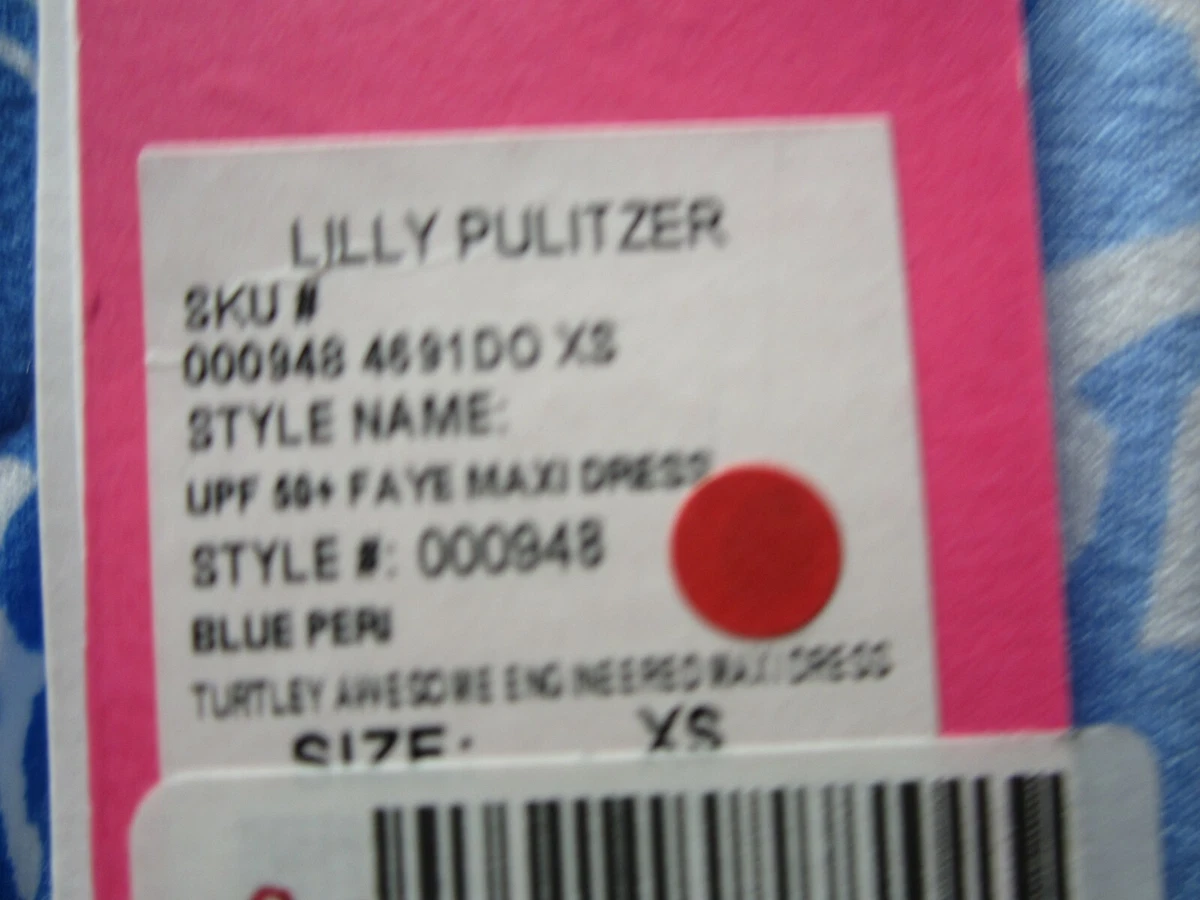 LILLY PULITZER
SKU #
000948 4691DO XS
STYLE NAME:
UPF 50+ FAYE MAXI DRESS
STYLE #: 000948
BLUE PERI
TURTLEY AWESOME ENGINEERED MAXI DRESS
SIZE: XS